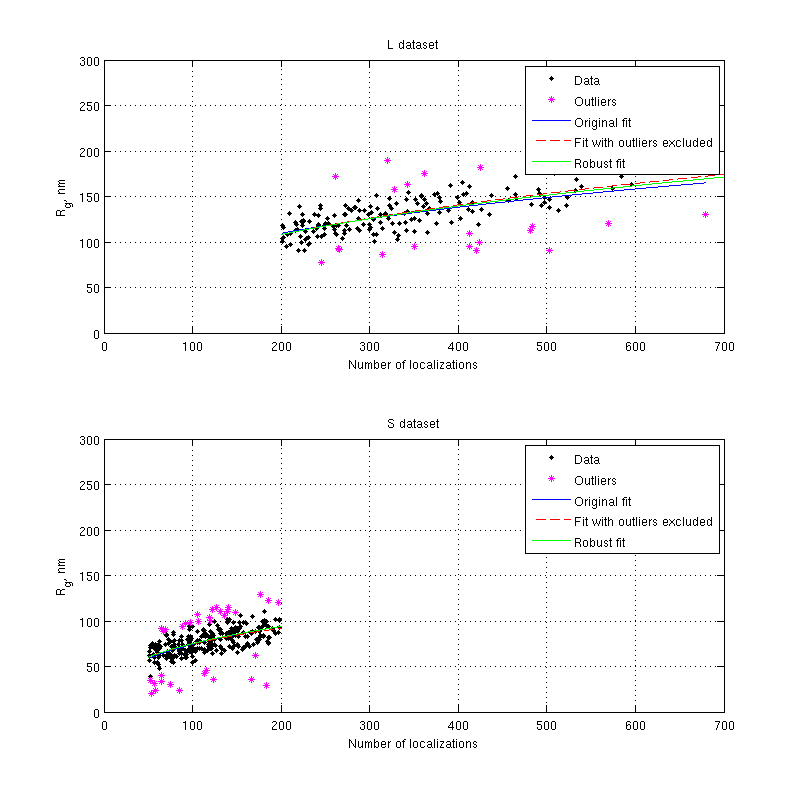 L dataset
300
250
200
150
100
50
0
Rg, nm
Data
Outliers
Original fit
Fit with outliers excluded
Robust fit
0 100 200 300 400 500 600 700
Number of localizations
S dataset
300
250
200
150
100
50
0
Rg, nm
Data
Outliers
Original fit
Fit with outliers excluded
Robust fit
0 100 200 300 400 500 600 700
Number of localizations